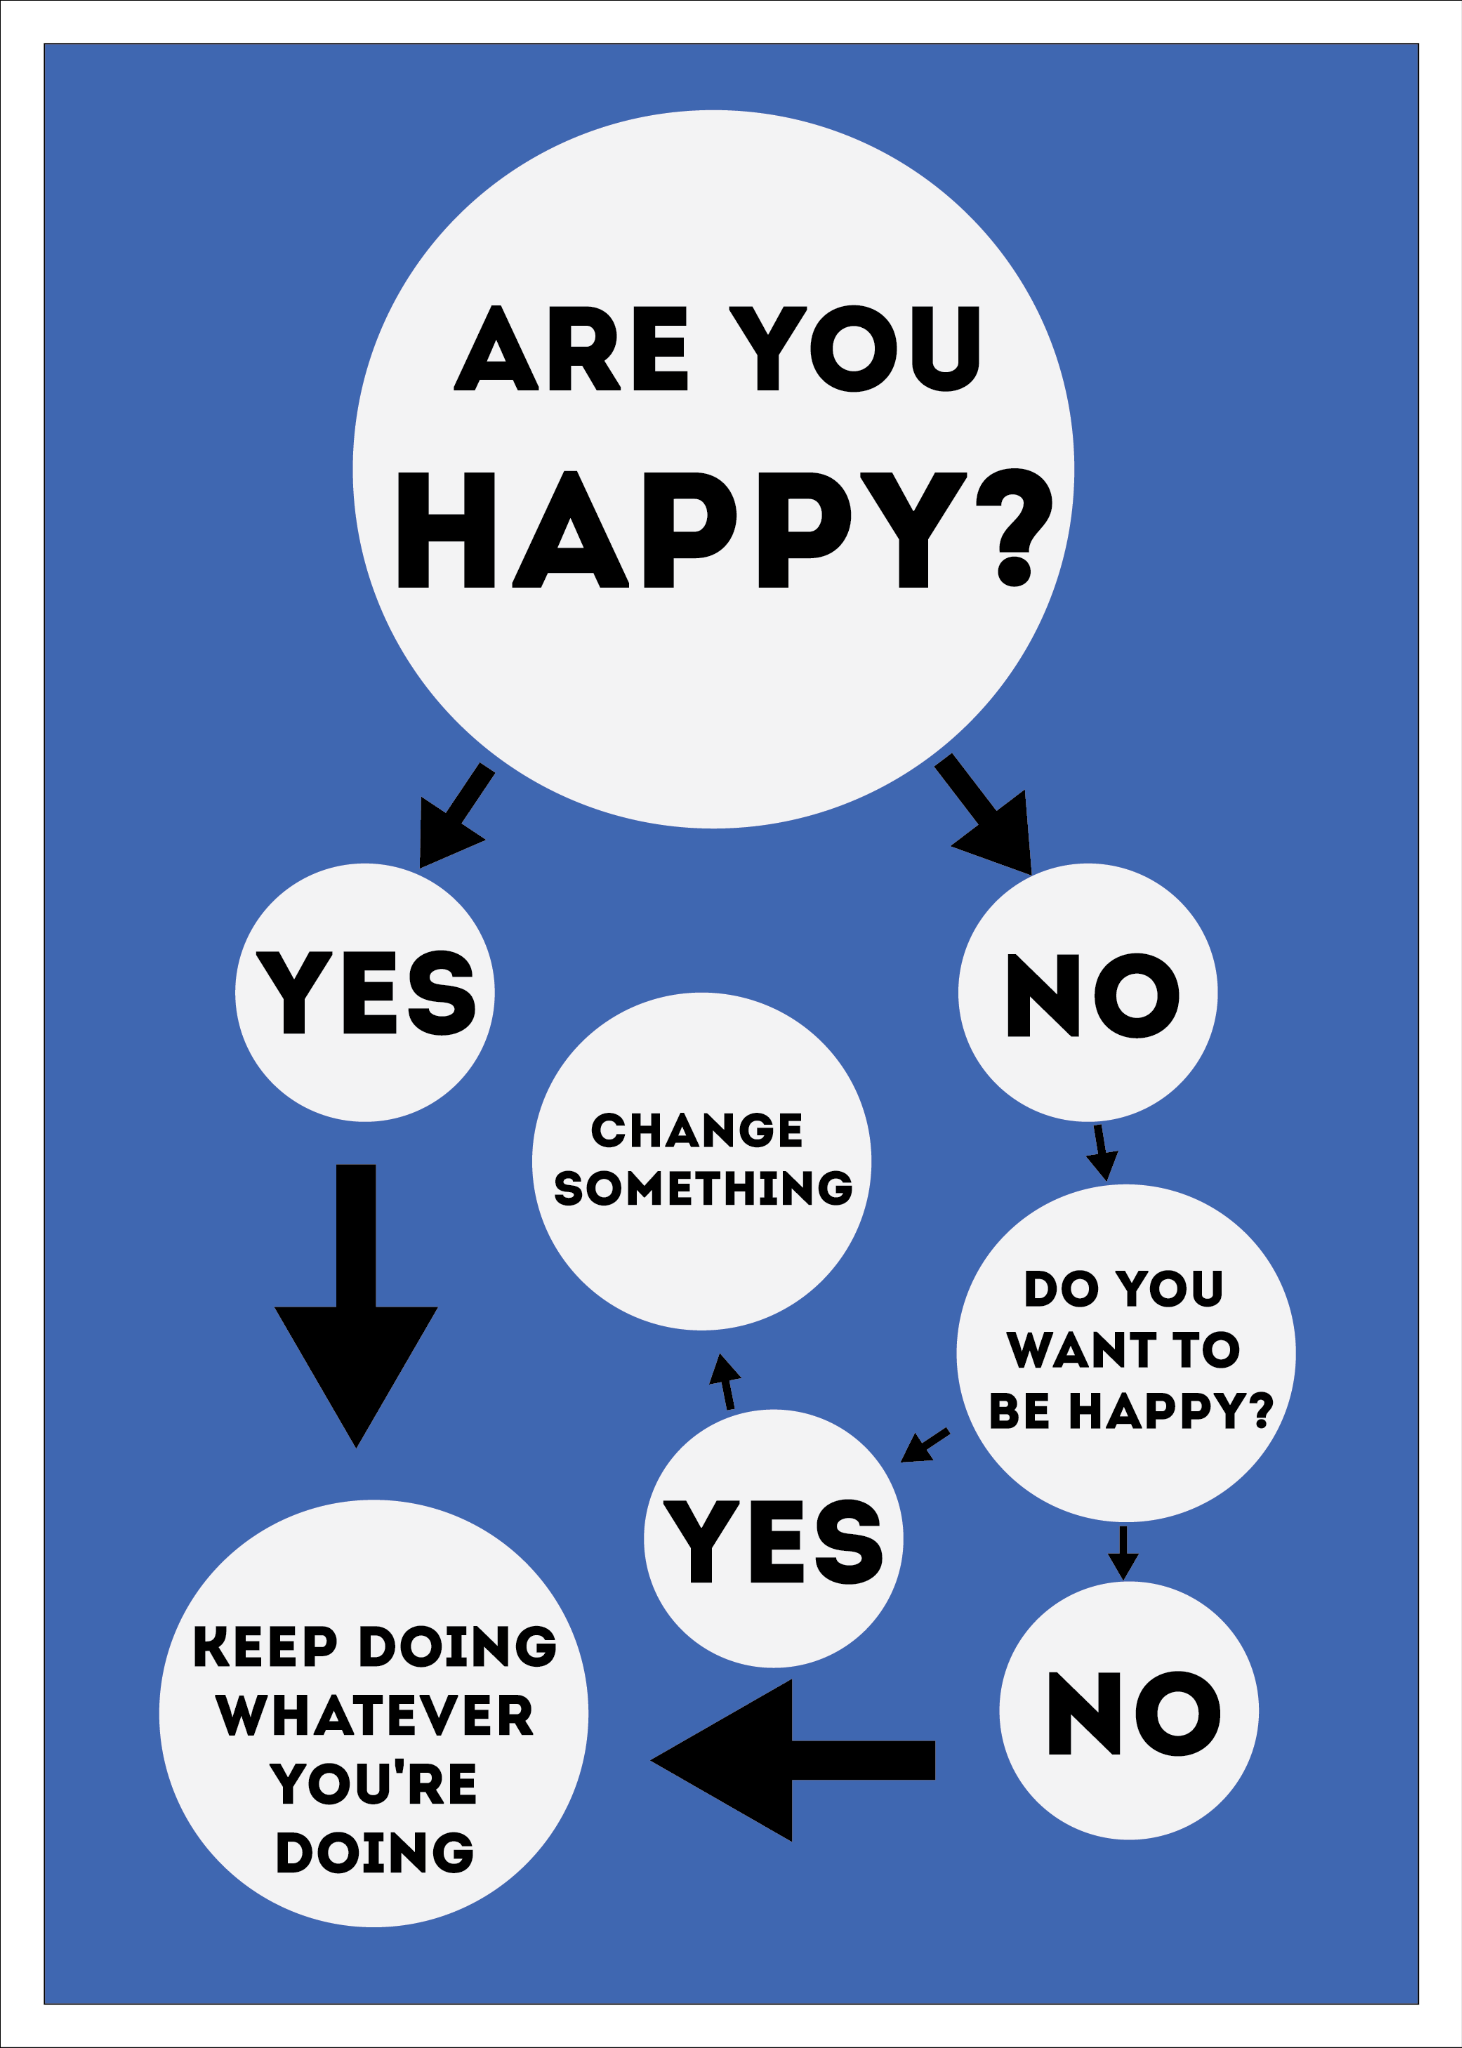 ARE YOU
HAPPY?
YES
NO
CHANGE
SOMETHING
DO YOU
WANT TO
BE HAPPY?
YES
NO
KEEP DOING
WHATEVER
YOU'RE
DOING